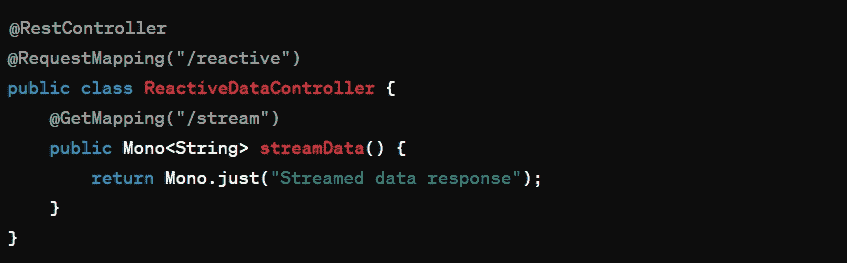 @RestController
@RequestMapping("/reactive")
public class ReactiveDataController {
    @GetMapping("/stream")
    public Mono<String> streamData() {
        return Mono.just("Streamed data response");
    }
}